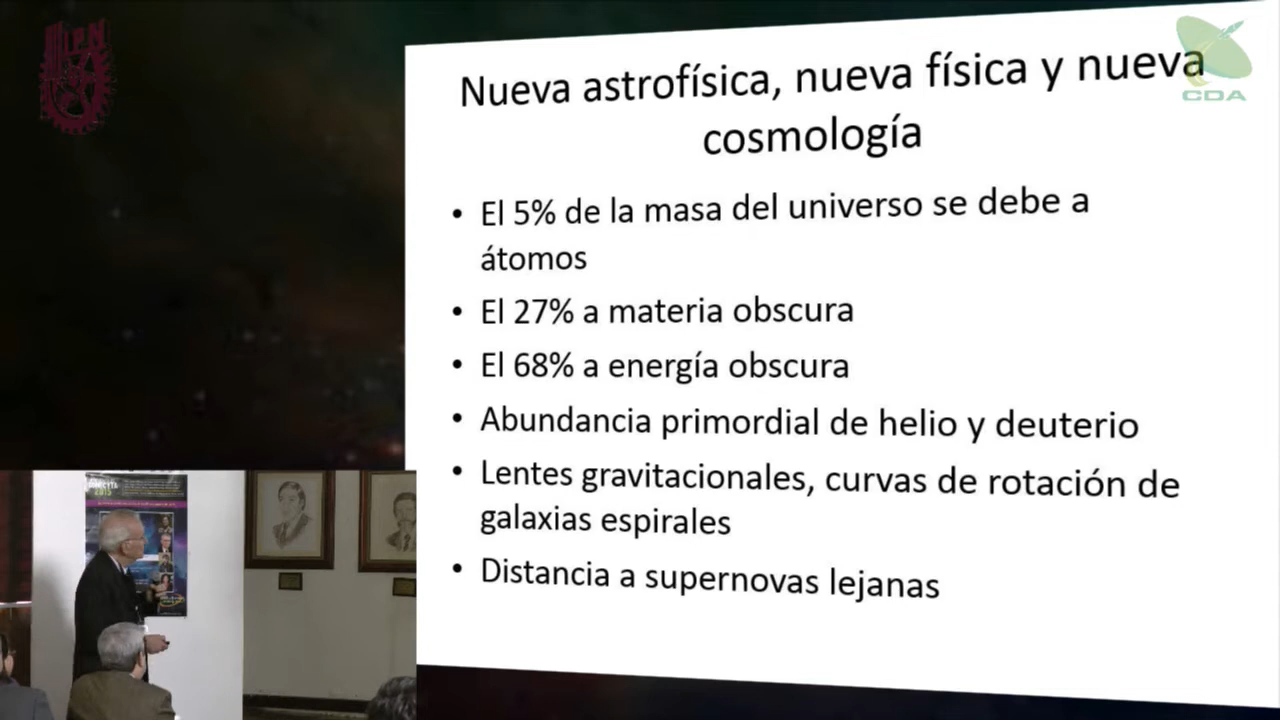 IPN
CDA
Nueva astrofísica, nueva física y nueva
cosmología
• El 5% de la masa del universo se debe a
átomos
• El 27% a materia obscura
• El 68% a energía obscura
• Abundancia primordial de helio y deuterio
• Lentes gravitacionales, curvas de rotación de
galaxias espirales
• Distancia a supernovas lejanas
2015